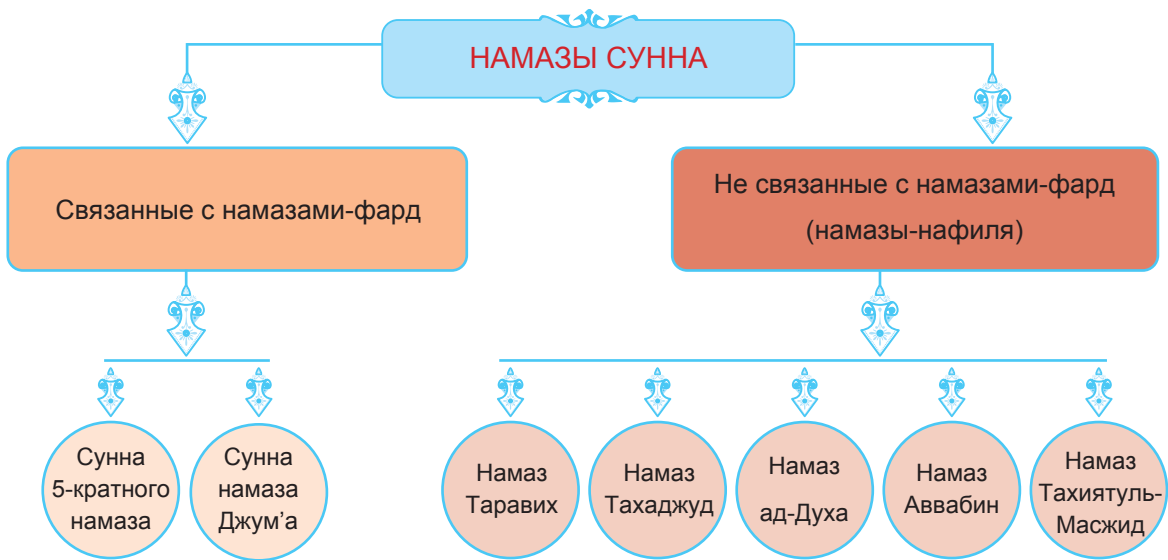 НАМАЗЫ СУННА
Связанные с намазами-фард
Не связанные с намазами-фард
(намазы-нафиля)
Сунна
5-кратного
намаза
Сунна
намаза
Джум’а
Намаз
Таравих
Намаз
Тахаджуд
Намаз
ад-Духа
Намаз
Аввабин
Намаз
Тахиятуль-
Масжид